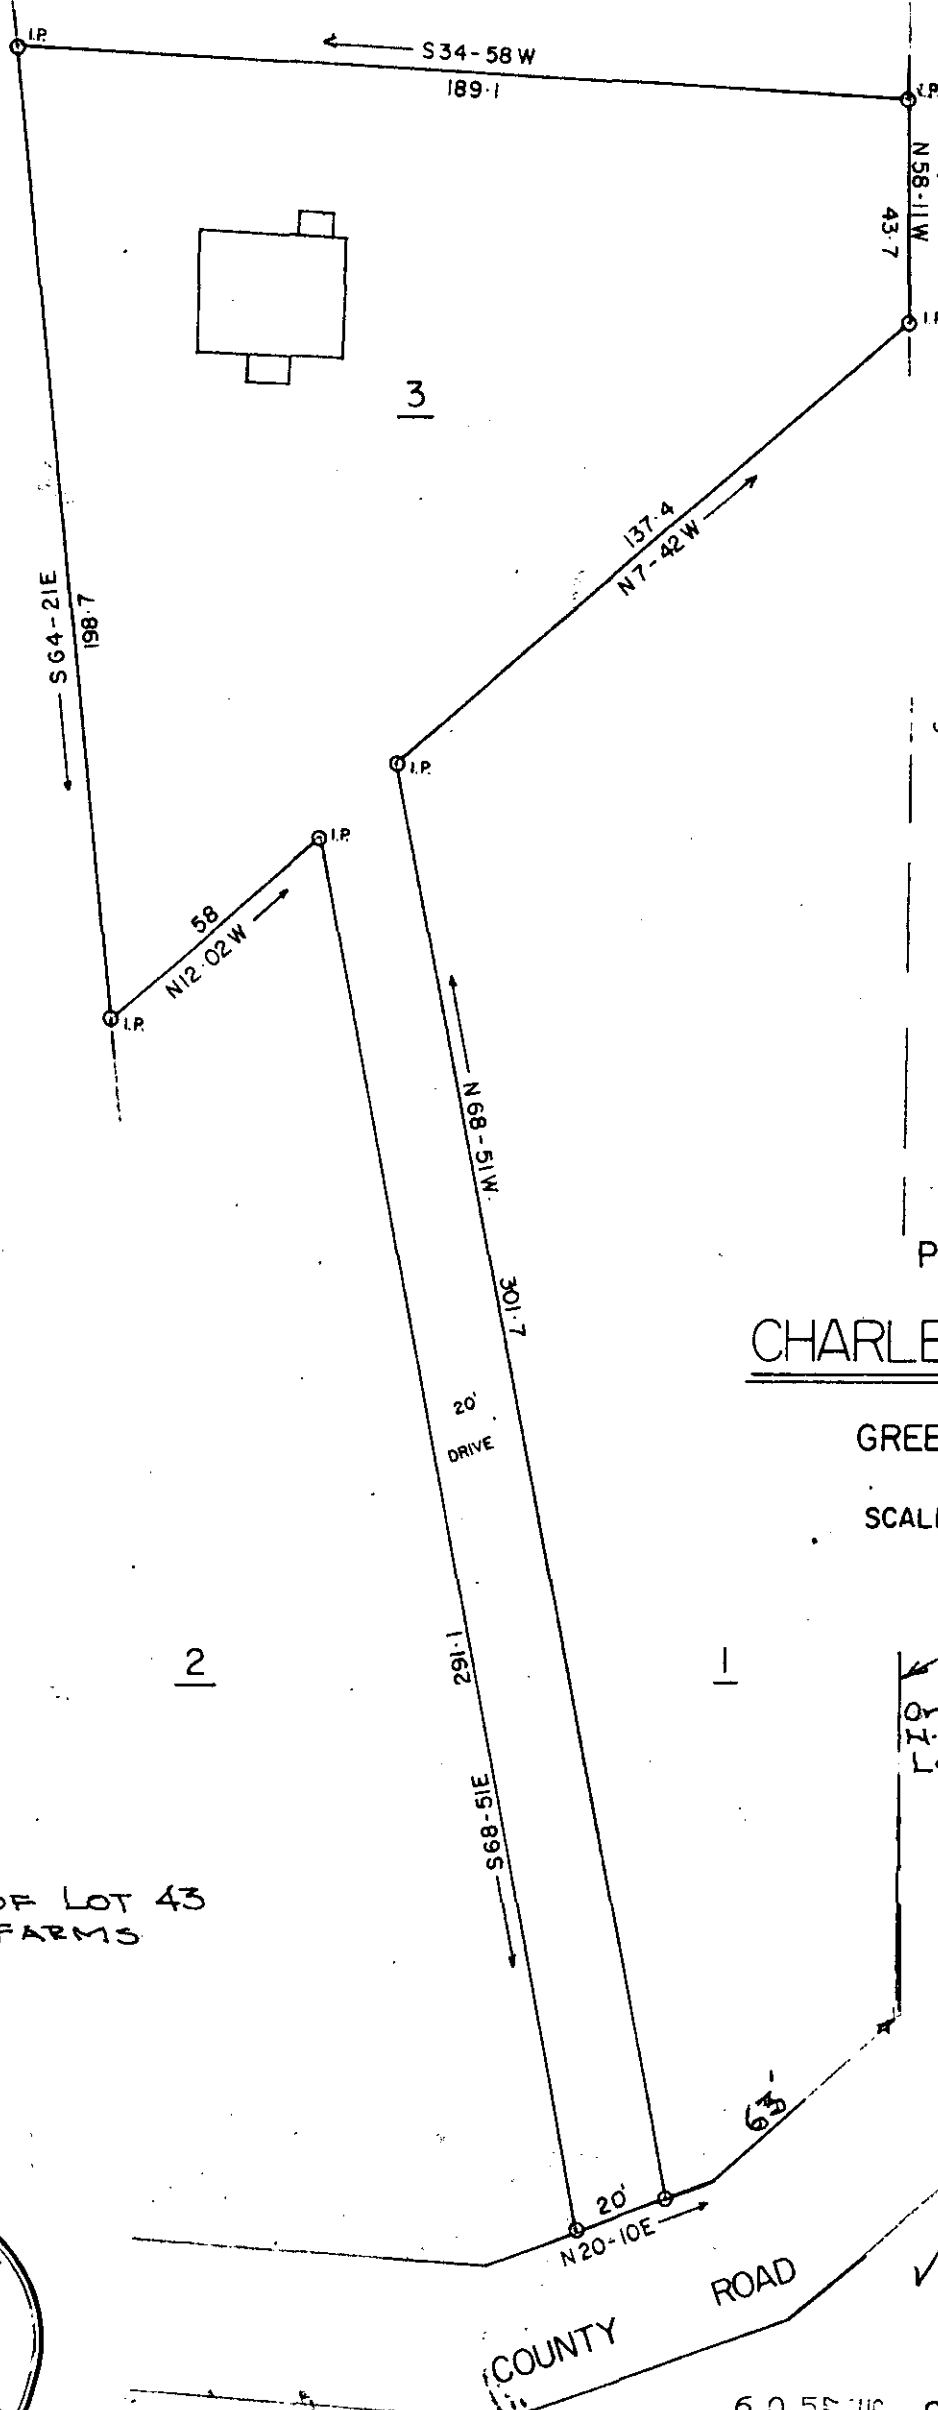 I.P.
S34-58W
189.1
I.P.
N58-11W
43.7
3
137.4
N7-42W
S64-21E
198.7
I.P.
I.P.
58
N12.02W
I.P.
N68-51W
301.7
CHARLE
20'
DRIVE
GREE
SCAL
291.1
2
1
S68-51E
OF LOT 43
FARMS
20'
N20-10E
COUNTY ROAD